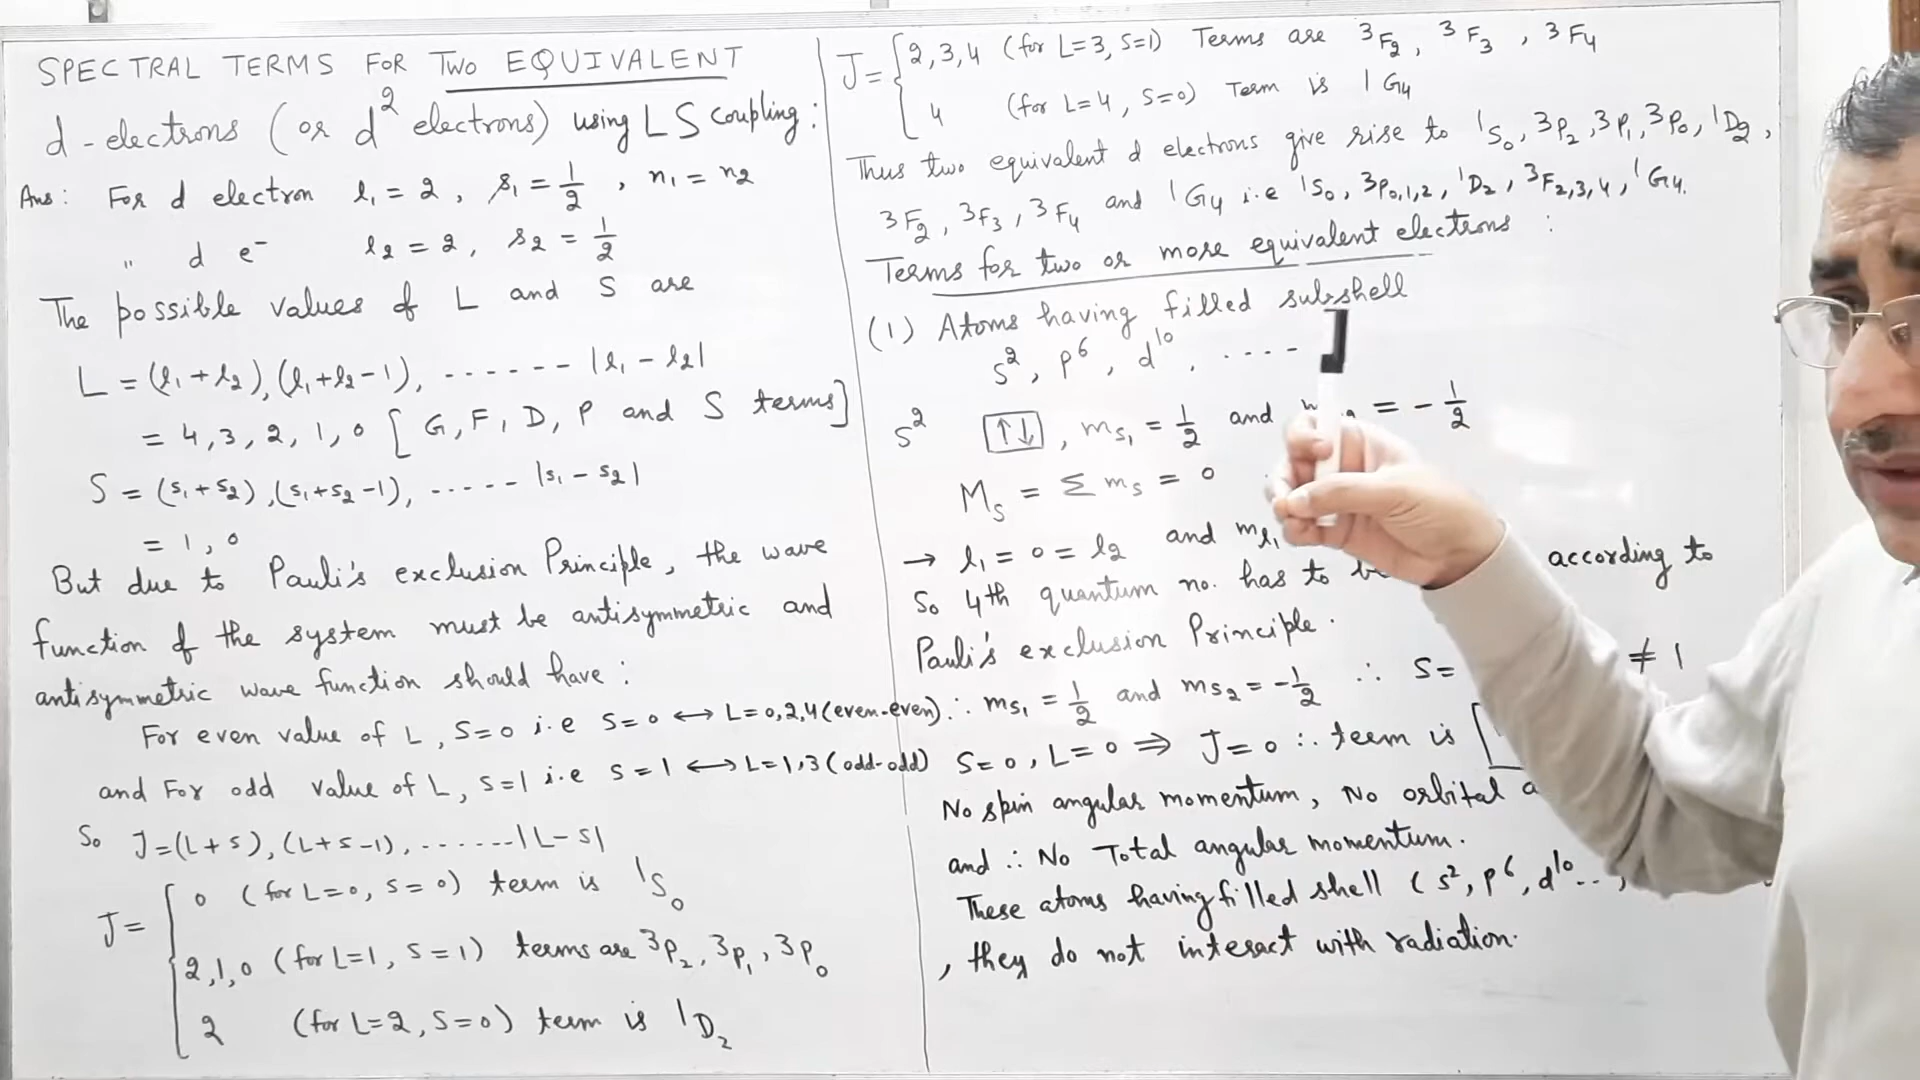 SPECTRAL TERMS FOR TWO EQUIVALENT
d-electrons (or d² electrons) using LS coupling:
Ans: For d electron l₁ = 2, s₁ = 1/2, n₁ = n₂
" d e⁻ l₂ = 2, s₂ = 1/2
The possible values of L and S are
L = (l₁+l₂), (l₁+l₂-1), ------ |l₁ - l₂|
= 4, 3, 2, 1, 0 [G, F, D, P and S terms]
S = (s₁+s₂), (s₁+s₂-1), ----- |s₁ - s₂|
= 1, 0
But due to Pauli's exclusion Principle, the wave
function of the system must be antisymmetric and
antisymmetric wave function should have:
For even value of L, S=0 i.e S=0 ⟷ L=0,2,4 (even-even)
and For odd value of L, S=1 i.e S=1 ⟷ L=1,3 (odd-odd)
So J=(L+S), (L+S-1), ------|L-S|
J = { 0 (for L=0, S=0) term is ¹S₀
2,1,0 (for L=1, S=1) terms are ³P₂, ³P₁, ³P₀
2 (for L=2, S=0) term is ¹D₂
J = { 2,3,4 (for L=3, S=1) Terms are ³F₂, ³F₃, ³F₄
4 (for L=4, S=0) Term is ¹G₄
Thus two equivalent d electrons give rise to ¹S₀, ³P₂, ³P₁, ³P₀, ¹D₂,
³F₂, ³F₃, ³F₄ and ¹G₄ i.e ¹S₀, ³P₀,₁,₂, ¹D₂, ³F₂,₃,₄, ¹G₄.
Terms for two or more equivalent electrons:
(1) Atoms having filled subshell
s², p⁶, d¹⁰, ----
s² ↑↓, ms₁ = 1/2 and = -1/2
Ms = Σ ms = 0
→ l₁ = 0 = l₂ and ml₁
So 4th quantum no. has to according to
Pauli's exclusion Principle.
∴ ms₁ = 1/2 and ms₂ = -1/2 ∴ S= ≠ 1
S=0, L=0 ⇒ J=0 ∴ term is
No spin angular momentum, No orbital
and ∴ No Total angular momentum.
These atoms having filled shell (s², p⁶, d¹⁰--,
, they do not interact with radiation.